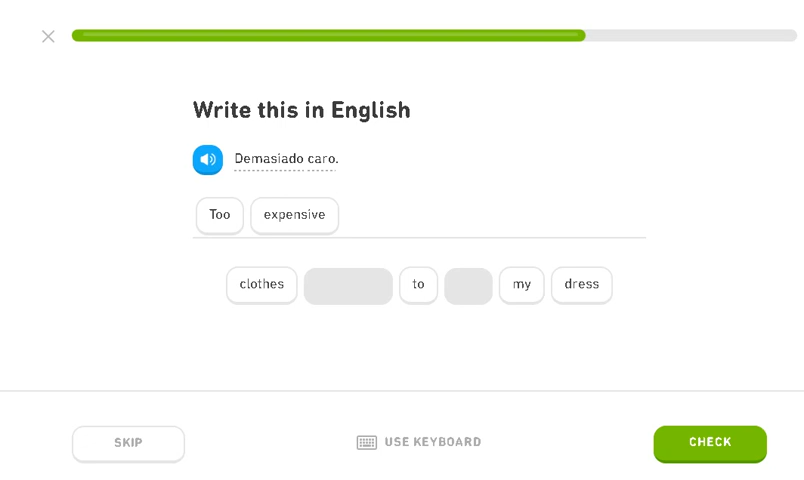 Write this in English
Demasiado caro.
Too expensive
clothes to my dress
SKIP USE KEYBOARD CHECK